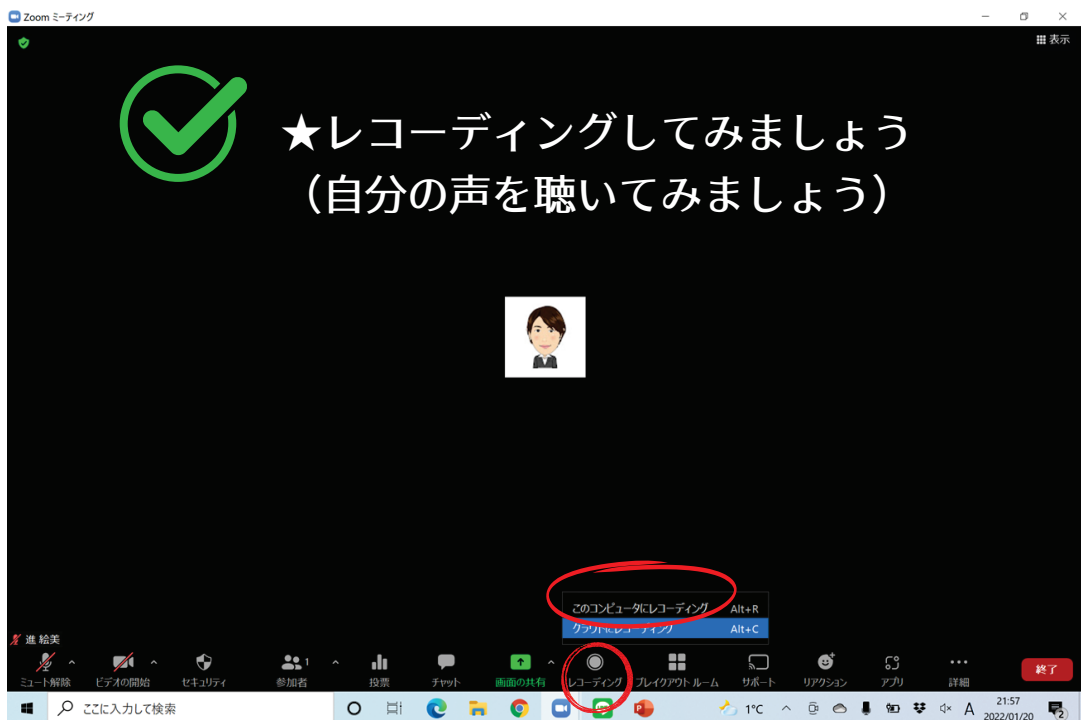 Zoom ミーティング
表示
★レコーディングしてみましょう
（自分の声を聴いてみましょう）
このコンピュータにレコーディング Alt+R
クラウドにレコーディング Alt+C
進 絵美
ミュート解除 ビデオの開始 セキュリティ 参加者 1 投票 チャット 画面の共有 レコーディング ブレイクアウト ルーム サポート リアクション アプリ 詳細 終了
ここに入力して検索 1°C A 21:57
2022/01/20 2